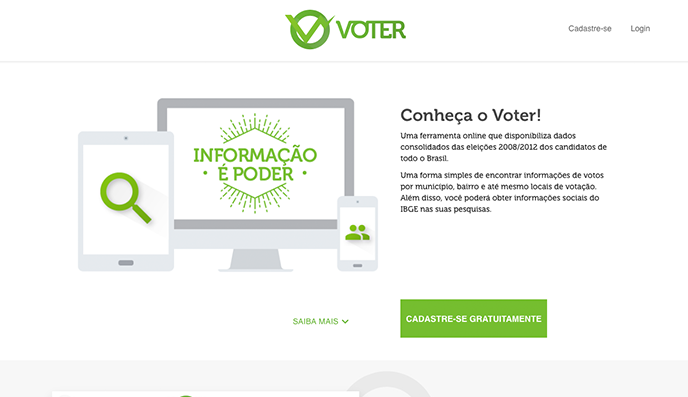 VOTER
Cadastre-se
Login
INFORMAÇÃO
• É PODER •
Conheça o Voter!
Uma ferramenta online que disponibiliza dados
consolidados das eleições 2008/2012 dos candidatos de
todo o Brasil.
Uma forma simples de encontrar informações de votos
por município, bairro e até mesmo locais de votação.
Além disso, você poderá obter informações sociais do
IBGE nas suas pesquisas.
SAIBA MAIS
CADASTRE-SE GRATUITAMENTE